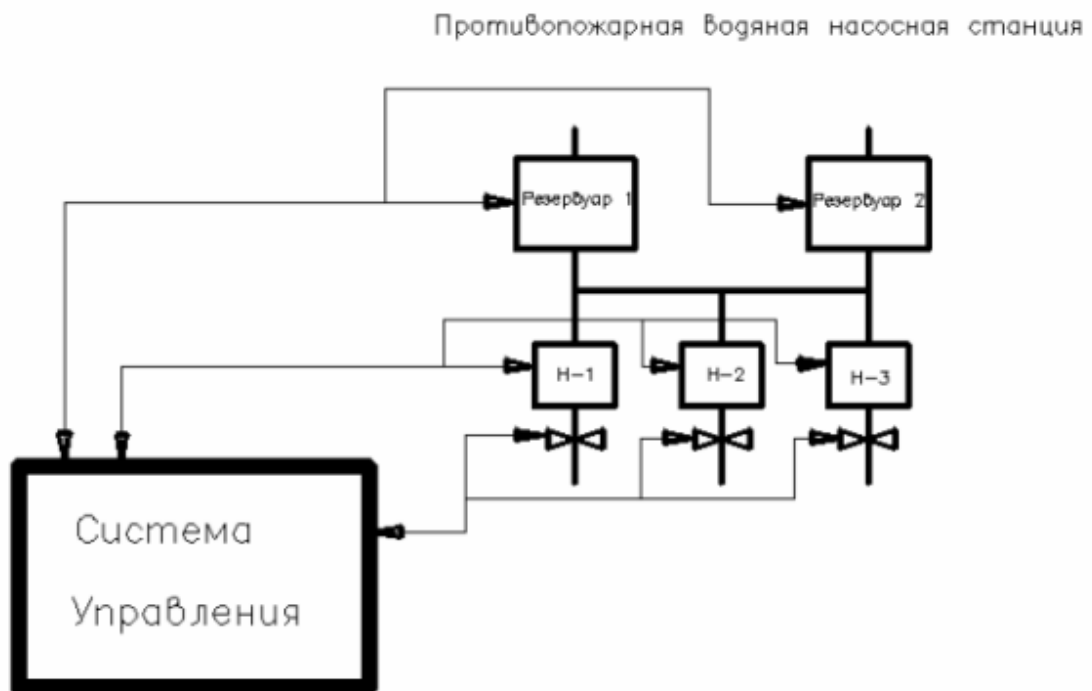 Противопожарная водяная насосная станция
Резервуар 1
Резервуар 2
Н-1
Н-2
Н-3
Система
Управления